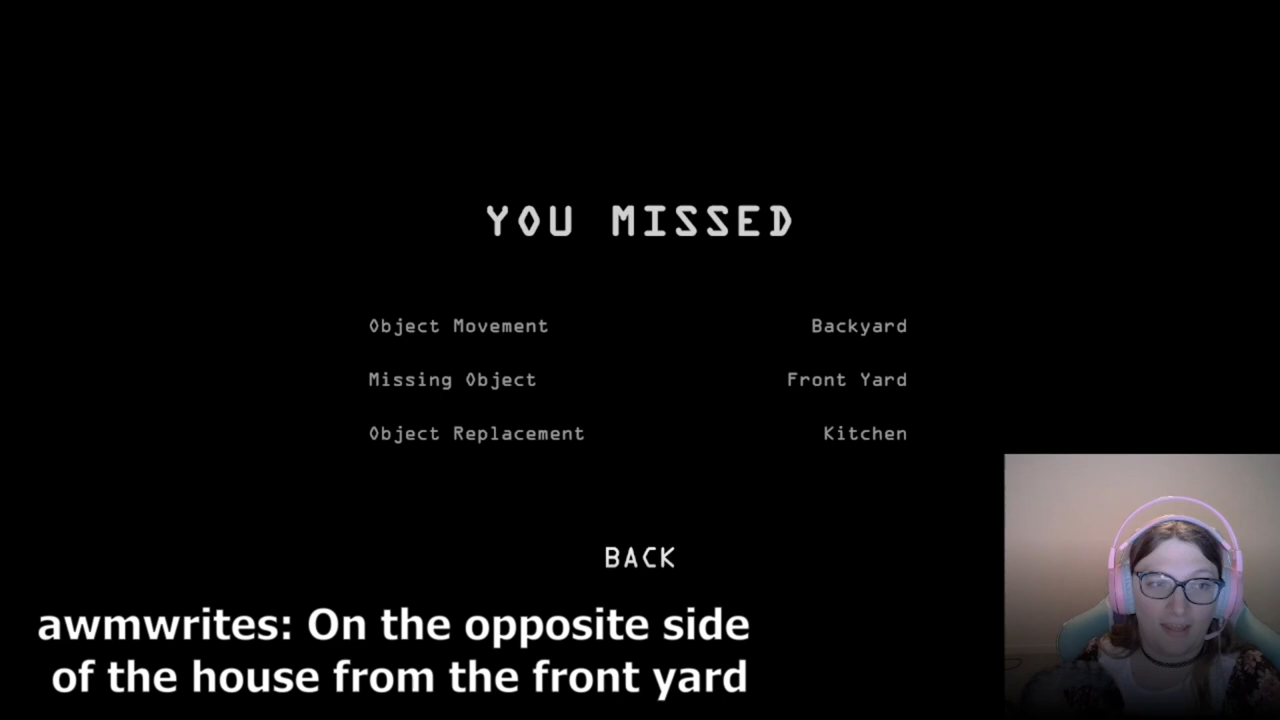 YOU MISSED
Object Movement Backyard
Missing Object Front Yard
Object Replacement Kitchen
BACK
awmwrites: On the opposite side
of the house from the front yard